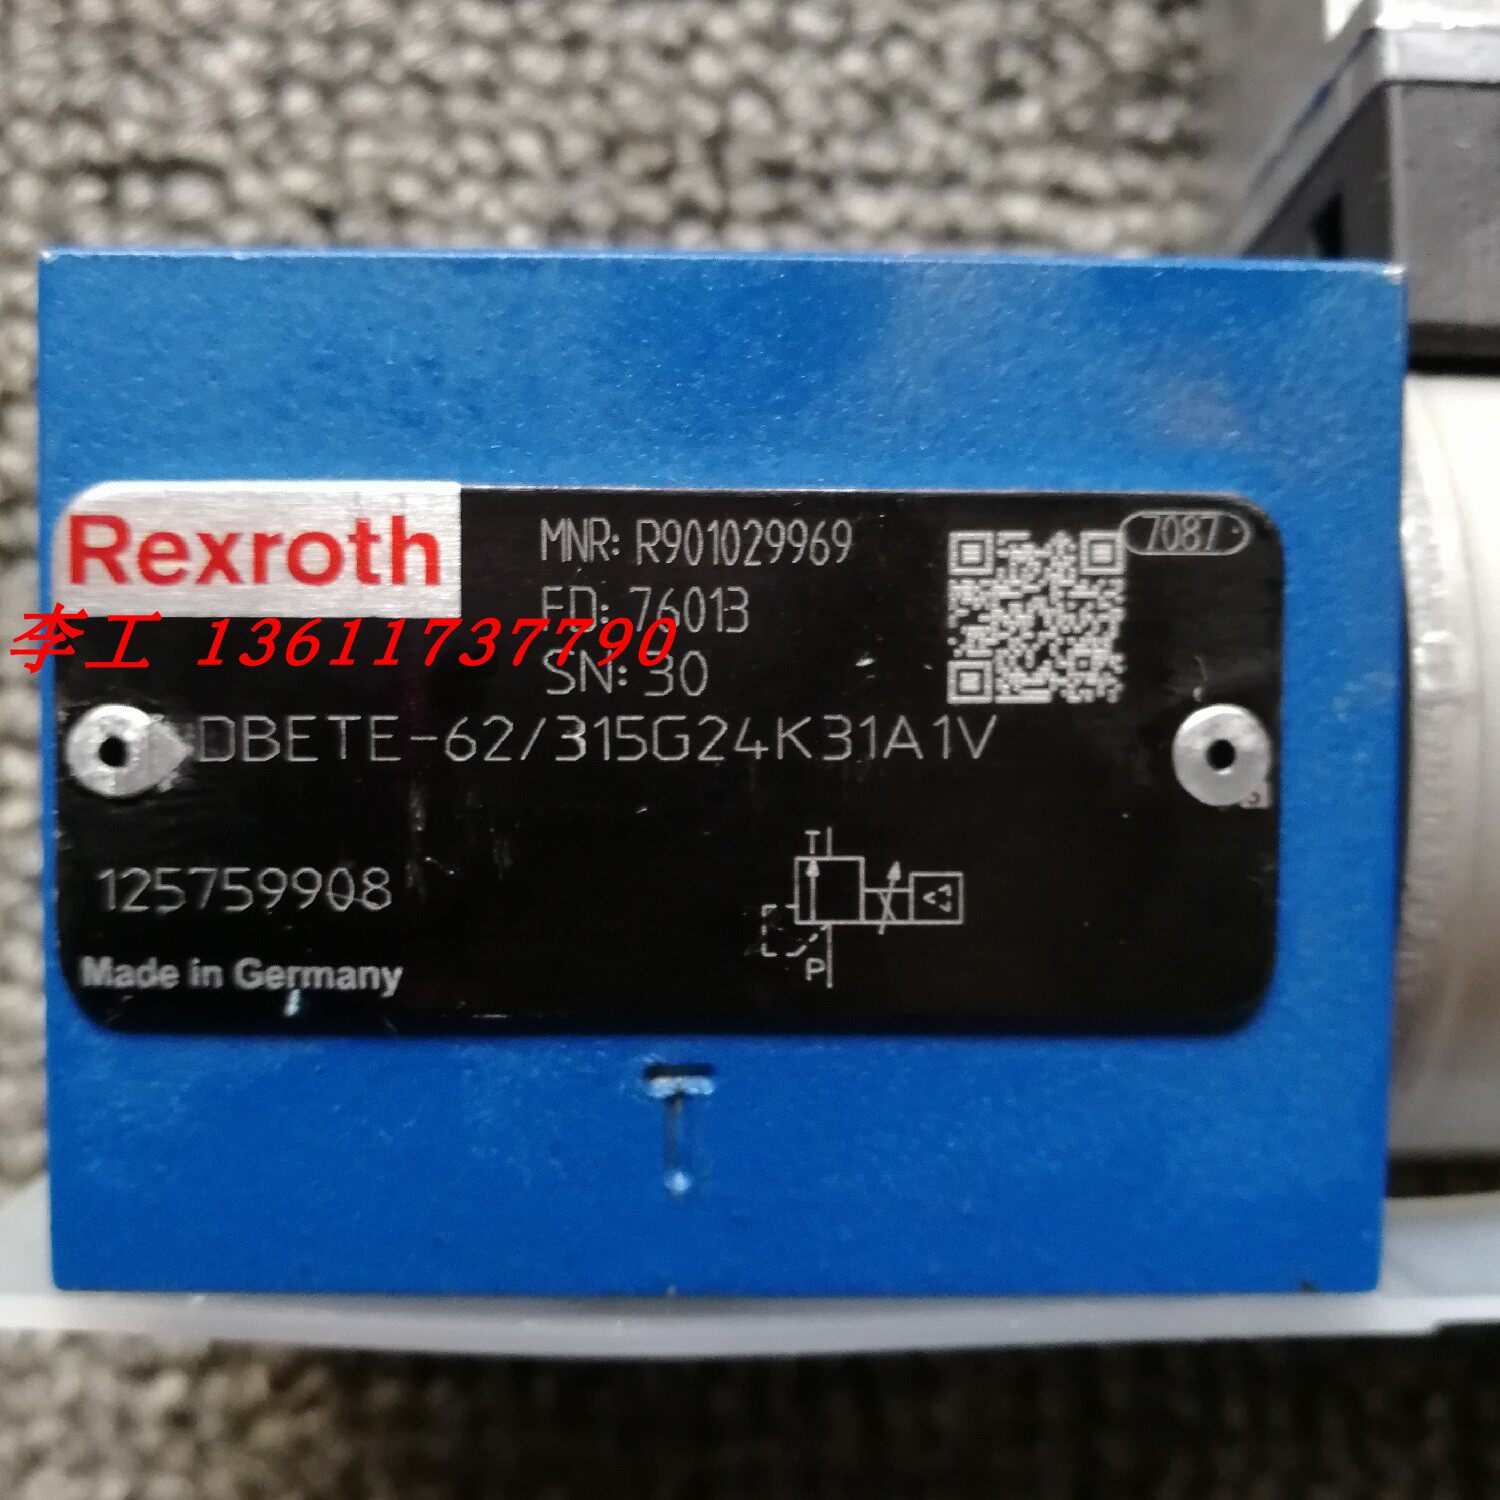 Rexroth
MNR: R901029969
7087
FD: 76013
李工 13611737790
SN: 30
DBETE-62/315G24K31A1V
125759908
T
P
Made in Germany
T